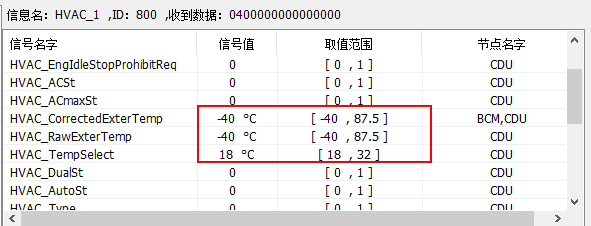 信息名：HVAC_1 ,ID：800 ,收到数据：0400000000000000
信号名字 信号值 取值范围 节点名字
HVAC_EngIdleStopProhibitReq 0 [ 0 , 1 ] CDU
HVAC_ACSt 0 [ 0 , 1 ] CDU
HVAC_ACmaxSt 0 [ 0 , 1 ] CDU
HVAC_CorrectedExterTemp -40 °C [ -40 , 87.5 ] BCM,CDU
HVAC_RawExterTemp -40 °C [ -40 , 87.5 ] CDU
HVAC_TempSelect 18 °C [ 18 , 32 ] CDU
HVAC_DualSt 0 [ 0 , 1 ] CDU
HVAC_AutoSt 0 [ 0 , 1 ] CDU
HVAC_Type 0 [ 0 , 1 ] CDU